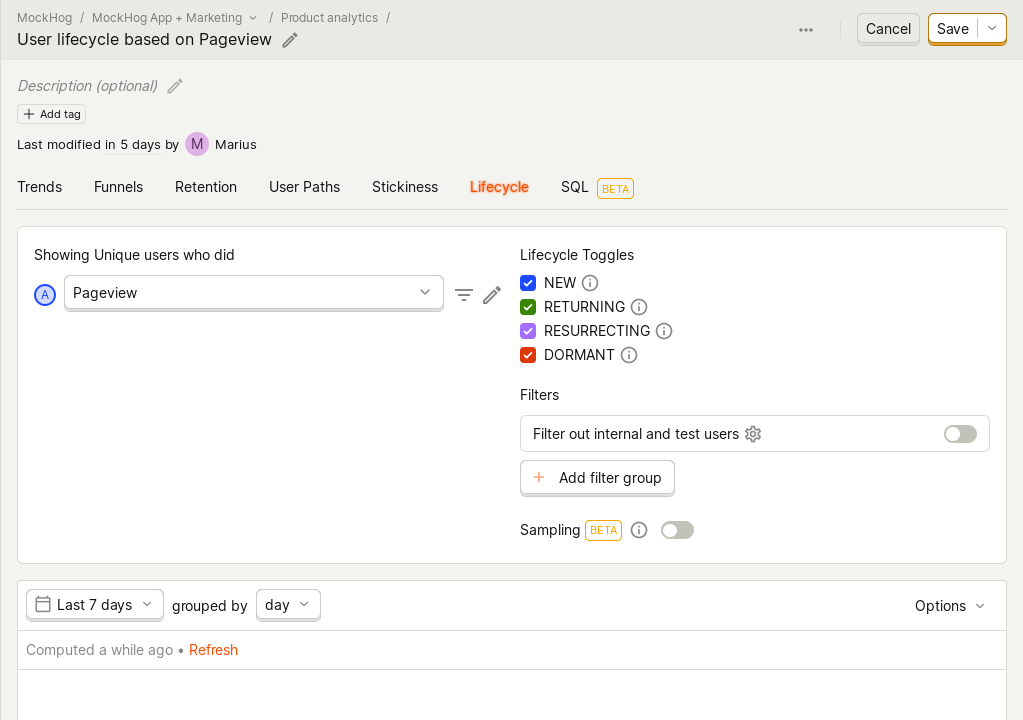 MockHog / MockHog App + Marketing / Product analytics /
User lifecycle based on Pageview
Cancel
Save
Description (optional)
Add tag
Last modified in 5 days by M Marius
Trends Funnels Retention User Paths Stickiness Lifecycle SQL BETA
Showing Unique users who did
A Pageview
Lifecycle Toggles
NEW
RETURNING
RESURRECTING
DORMANT
Filters
Filter out internal and test users
+ Add filter group
Sampling BETA
Last 7 days grouped by day
Options
Computed a while ago • Refresh